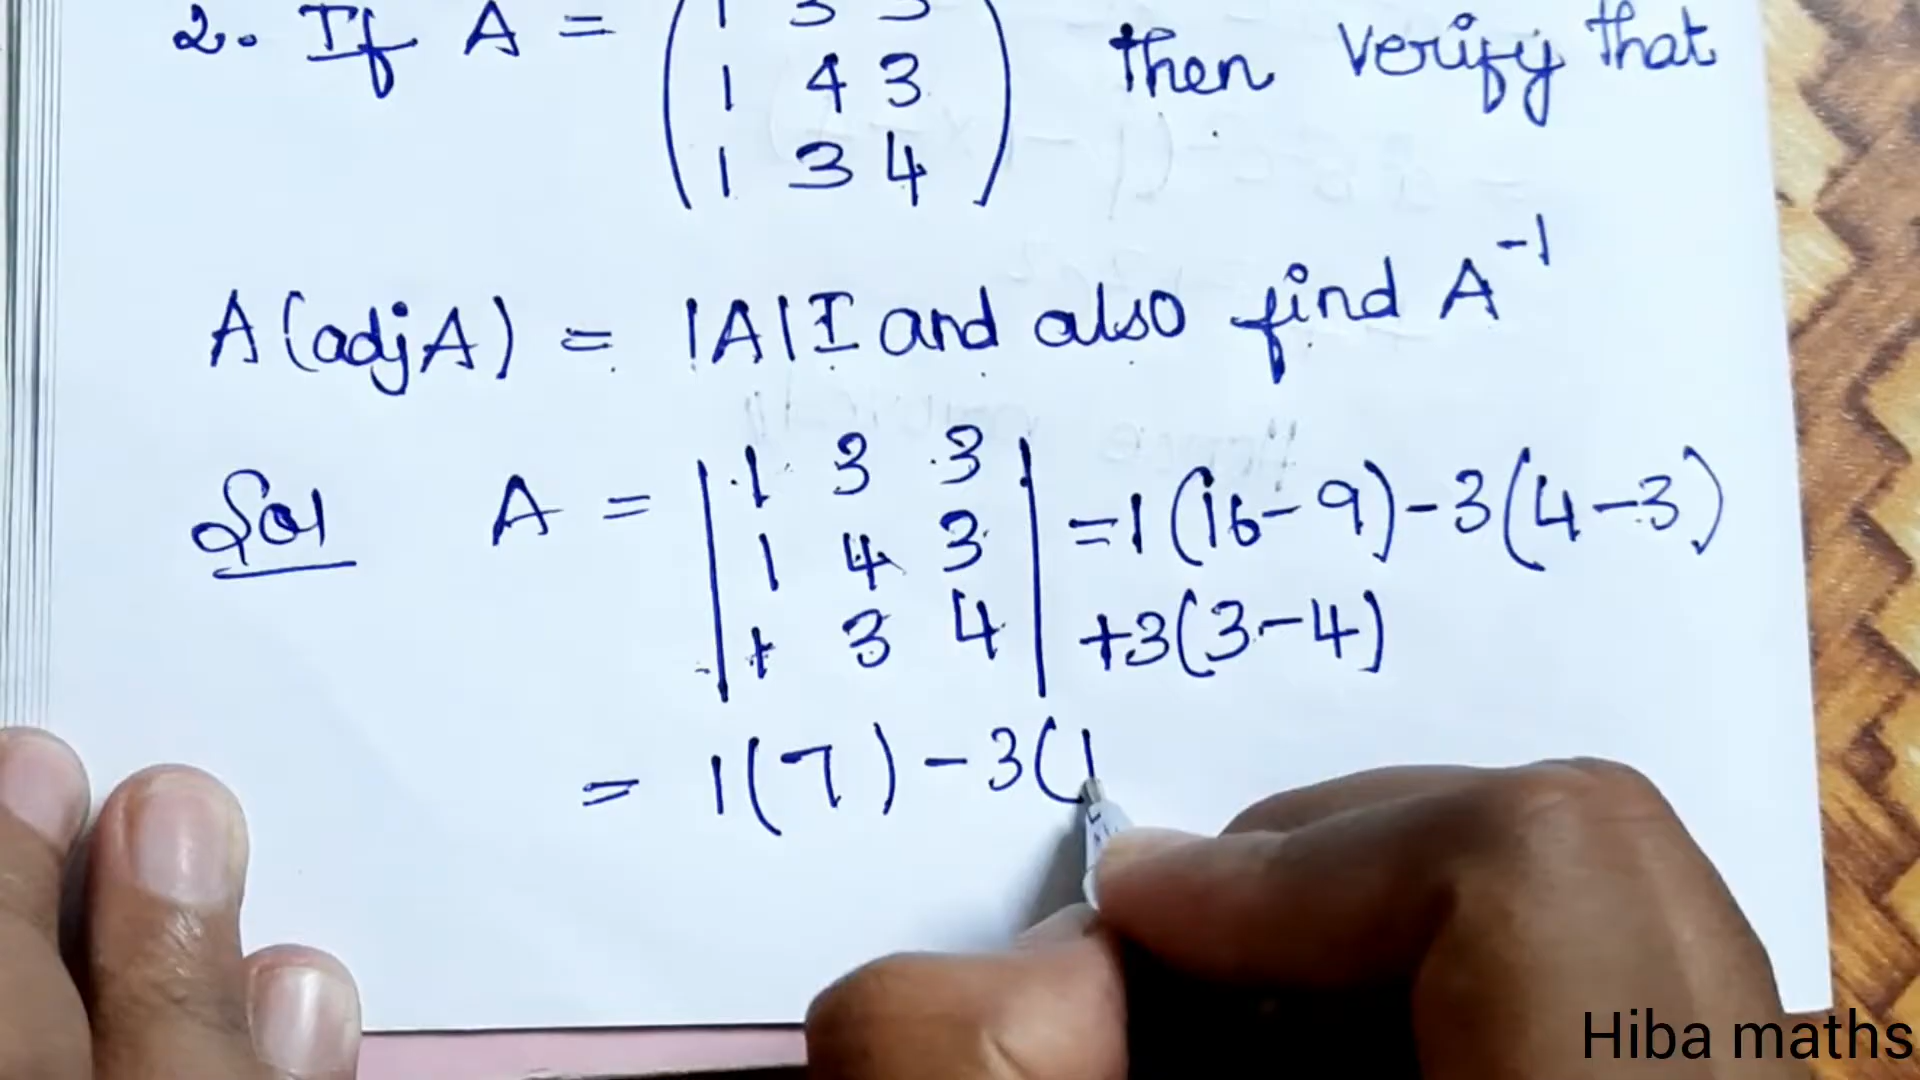 2. If A = (1 3 3 then verify that
1 4 3
1 3 4)
A(adjA) = |A|I and also find A⁻¹
Sol A = |1 3 3| = 1(16-9)-3(4-3)
|1 4 3|
|1 3 4| +3(3-4)
= 1(7) - 3(1
Hiba maths